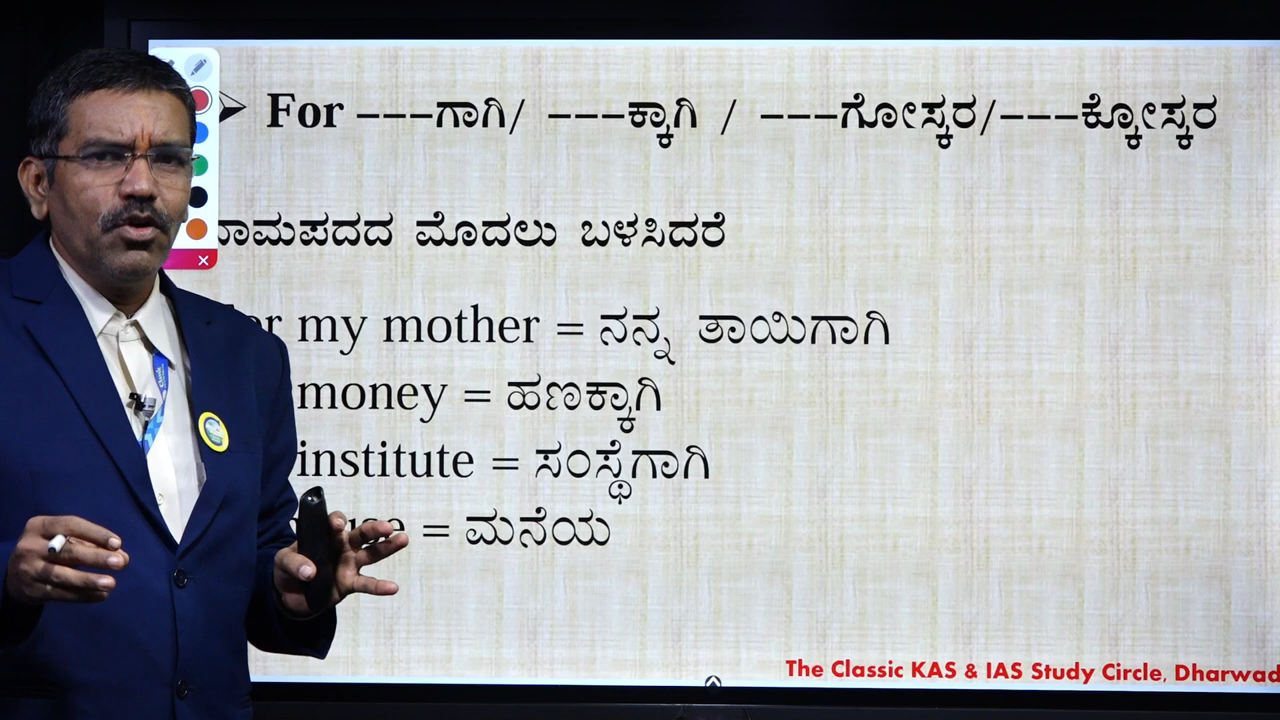 For ---ಗಾಗಿ/ ---ಕ್ಕಾಗಿ / ---ಗೋಸ್ಕರ/---ಕ್ಕೋಸ್ಕರ
ಮೊದಲು ಬಳಸಿದರೆ
my mother = ನನ್ನ ತಾಯಿಗಾಗಿ
money = ಹಣಕ್ಕಾಗಿ
institute = ಸಂಸ್ಥೆಗಾಗಿ
= ಮನೆಯ
The Classic KAS & IAS Study Circle, Dharwad